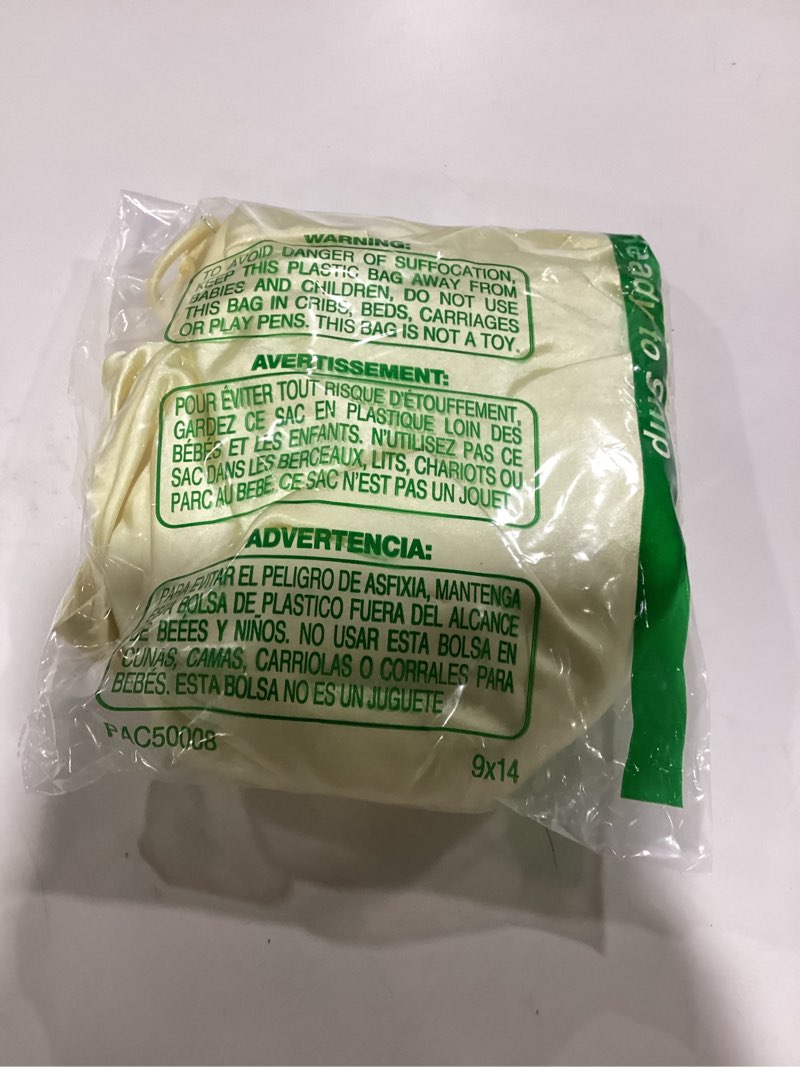 WARNING:
TO AVOID DANGER OF SUFFOCATION,
KEEP THIS PLASTIC BAG AWAY FROM
BABIES AND CHILDREN, DO NOT USE
THIS BAG IN CRIBS, BEDS, CARRIAGES
OR PLAY PENS. THIS BAG IS NOT A TOY.
AVERTISSEMENT:
POUR ÉVITER TOUT RISQUE D'ÉTOUFFEMENT,
GARDEZ CE SAC EN PLASTIQUE LOIN DES
BÉBÉS ET LES ENFANTS. N'UTILISEZ PAS CE
SAC DANS LES BERCEAUX, LITS, CHARIOTS OU
PARC AU BEBÉ. CE SAC N'EST PAS UN JOUET
ADVERTENCIA:
PARA EVITAR EL PELIGRO DE ASFIXIA, MANTENGA
BOLSA DE PLASTICO FUERA DEL ALCANCE
DE BEÉES Y NIÑOS. NO USAR ESTA BOLSA EN
CUNAS, CAMAS, CARRIOLAS O CORRALES PARA
BEBÉS. ESTA BOLSA NO ES UN JUGUETE
PAC50008
9x14
Ready to ship